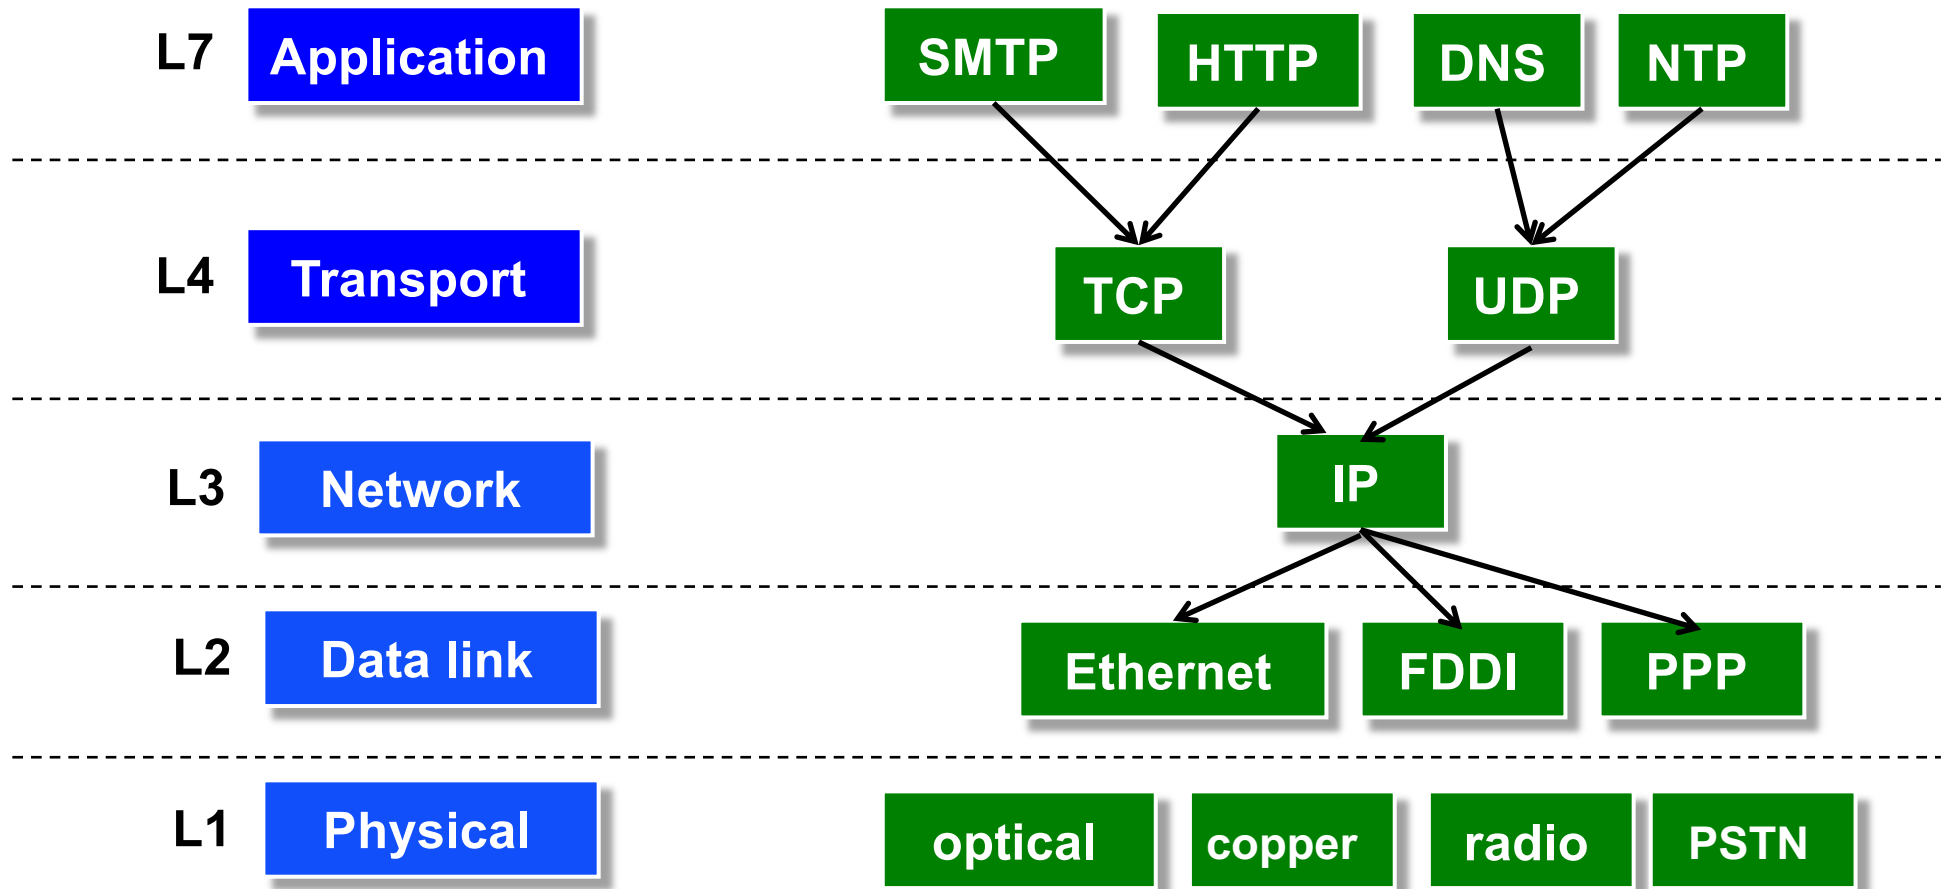 L7 Application SMTP HTTP DNS NTP
L4 Transport TCP UDP
L3 Network IP
L2 Data link Ethernet FDDI PPP
L1 Physical optical copper radio PSTN